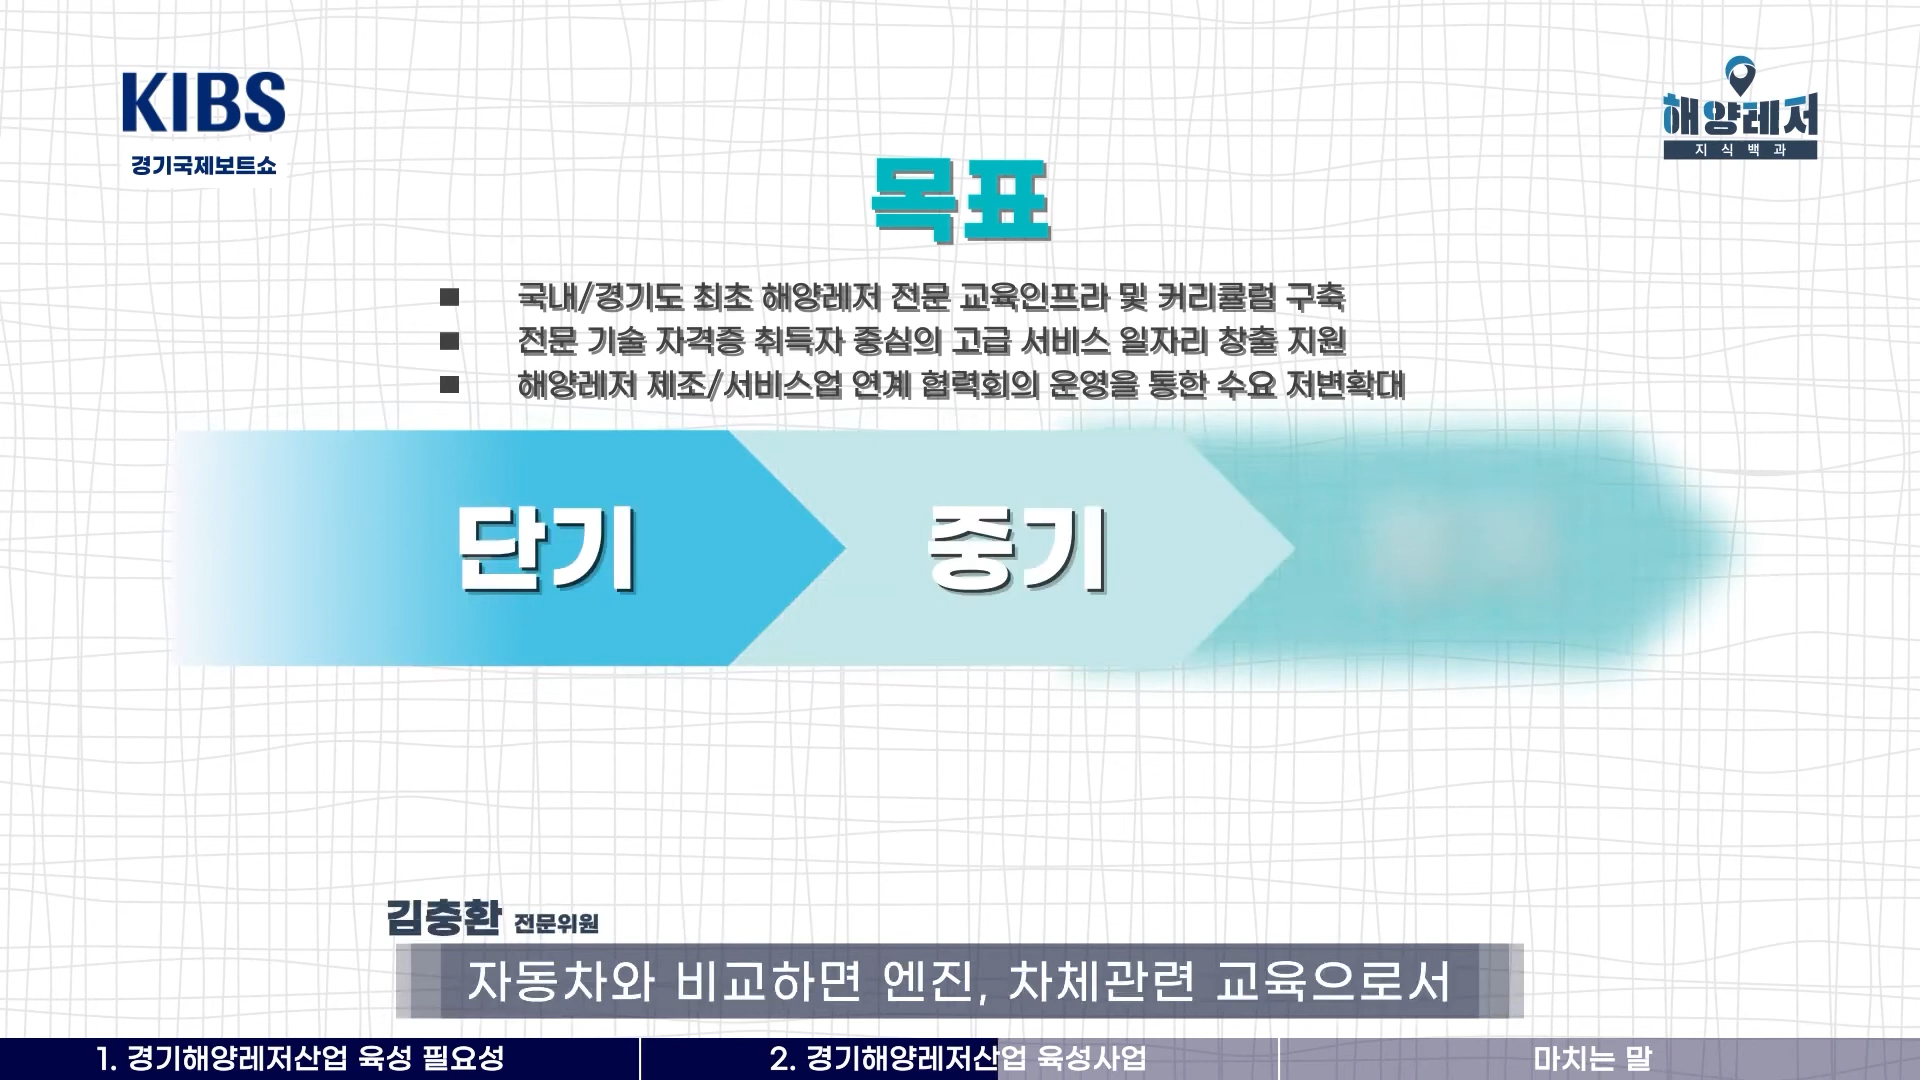 KIBS
경기국제보트쇼
해양레저
지식백과
목표
■ 국내/경기도 최초 해양레저 전문 교육인프라 및 커리큘럼 구축
■ 전문 기술 자격증 취득자 중심의 고급 서비스 일자리 창출 지원
■ 해양레저 제조/서비스업 연계 협력회의 운영을 통한 수요 저변확대
단기
중기
김충환 전문위원
자동차와 비교하면 엔진, 차체관련 교육으로서
1. 경기해양레저산업 육성 필요성
2. 경기해양레저산업 육성사업
마치는 말